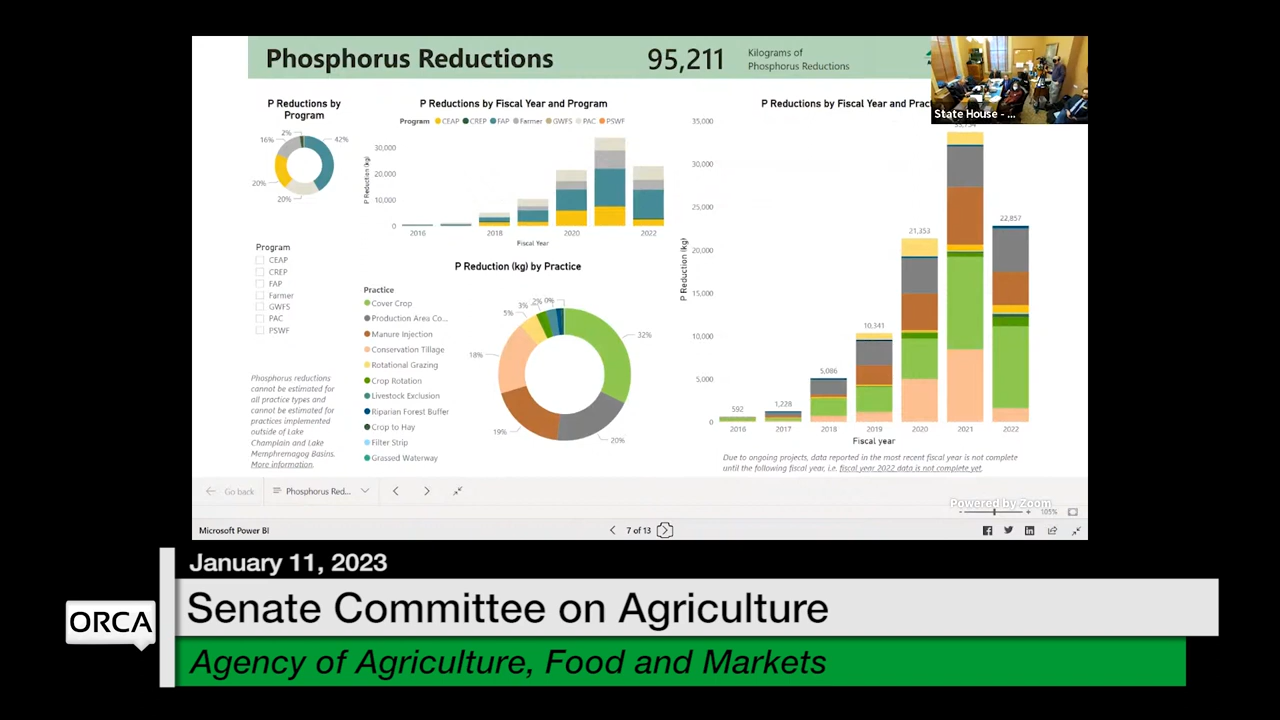 Phosphorus Reductions
95,211
Kilograms of
Phosphorus Reductions
State House - ...
P Reductions by
Program
2%
16%
42%
20%
20%
P Reductions by Fiscal Year and Program
Program CEAP CREP FAP Farmer GWFS PAC PSWF
P Reduction (kg)
30,000
20,000
10,000
0
2016 2018 2020 2022
Fiscal Year
Program
CEAP
CREP
FAP
Farmer
GWFS
PAC
PSWF
Phosphorus reductions
cannot be estimated for
all practice types and
cannot be estimated for
practices implemented
outside of Lake
Champlain and Lake
Memphremagog Basins.
More information.
P Reduction (kg) by Practice
Practice
Cover Crop
Production Area Co...
Manure Injection
Conservation Tillage
Rotational Grazing
Crop Rotation
Livestock Exclusion
Riparian Forest Buffer
Crop to Hay
Filter Strip
Grassed Waterway
3% 2% 0%
5%
32%
18%
19%
20%
P Reductions by Fiscal Year and Pract
P Reduction (kg)
35,000
30,000
25,000
20,000
15,000
10,000
5,000
0
592
1,228
5,086
10,341
21,353
22,857
2016 2017 2018 2019 2020 2021 2022
Fiscal year
Due to ongoing projects, data reported in the most recent fiscal year is not complete
until the following fiscal year, i.e. fiscal year 2022 data is not complete yet.
Go back
Phosphorus Red...
Powered by Zoom
- + 105%
Microsoft Power BI
7 of 13
January 11, 2023
ORCA
Senate Committee on Agriculture
Agency of Agriculture, Food and Markets